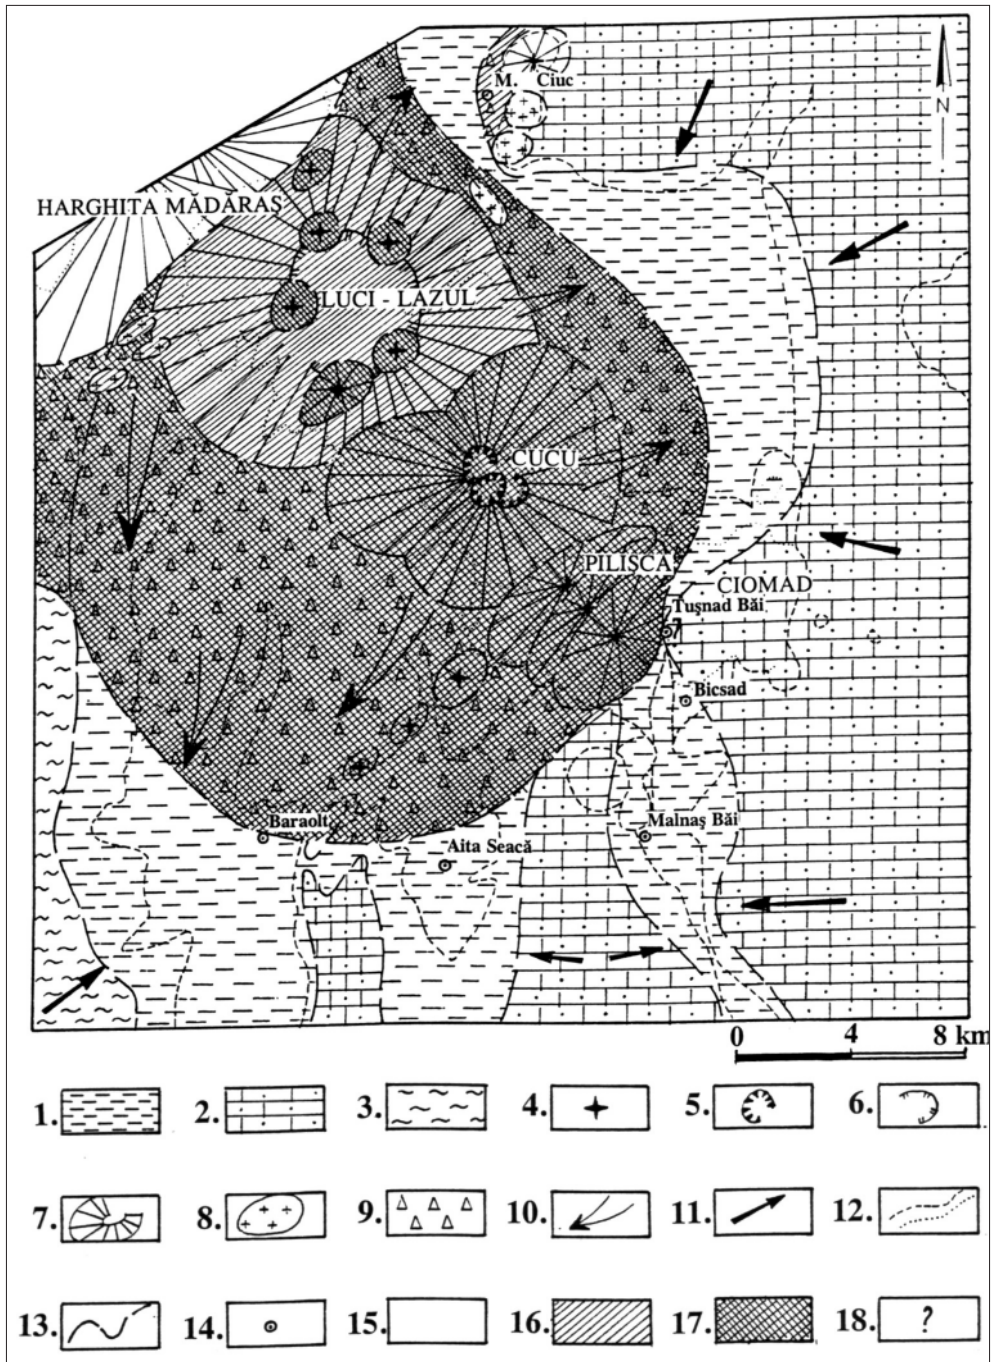 M. Ciuc
N
HARGHITA MĂDĂRAȘ
LUCI - LAZUL
CUCU
PILIȘCA
CIOMAD
Tușnad Băi
?
Bicsad
Baraolt
Malnaș Băi
Aita Seacă
0 4 8 km
1. 2. 3. 4. 5. 6.
7. 8. 9. 10. 11. 12.
13. 14. 15. 16. 17. 18. ?